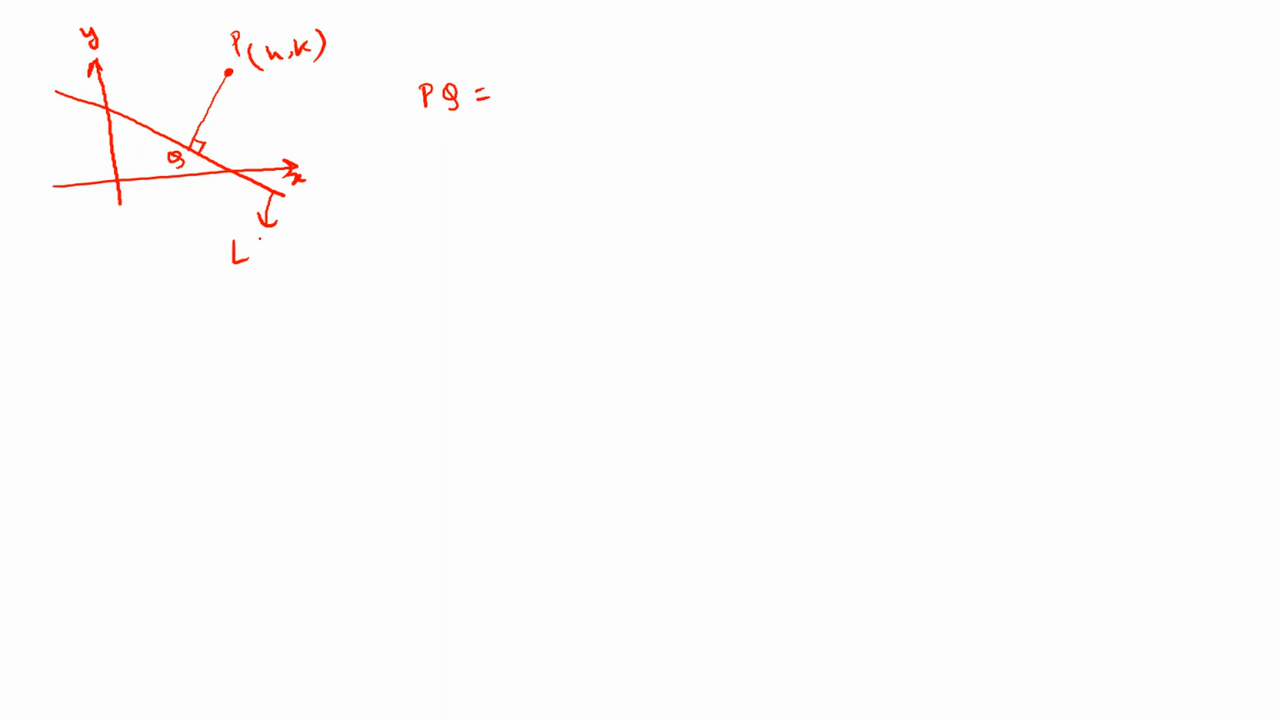 y
P(h,k)
PQ =
Q
x
L